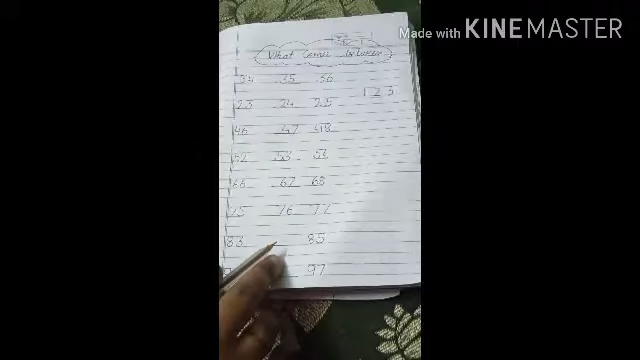 Made with KINEMASTER
What Comes between
34 35 36
1 2 3
23 24 25
46 47 48
52 53 54
66 67 68
75 76 77
83 85
97